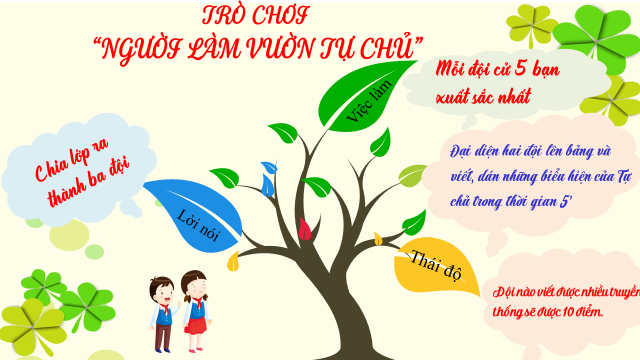 TRÒ CHƠI
“NGƯỜI LÀM VƯỜN TỰ CHỦ”
Mỗi đội cử 5 bạn
xuất sắc nhất
Việc làm
Chia lớp ra
thành ba đội
Đại diện hai đội lên bảng và
viết, dán những biểu hiện của Tự
chủ trong thời gian 5'
Lời nói
Thái độ
Đội nào viết được nhiều truyền
thống sẽ được 10 điểm.